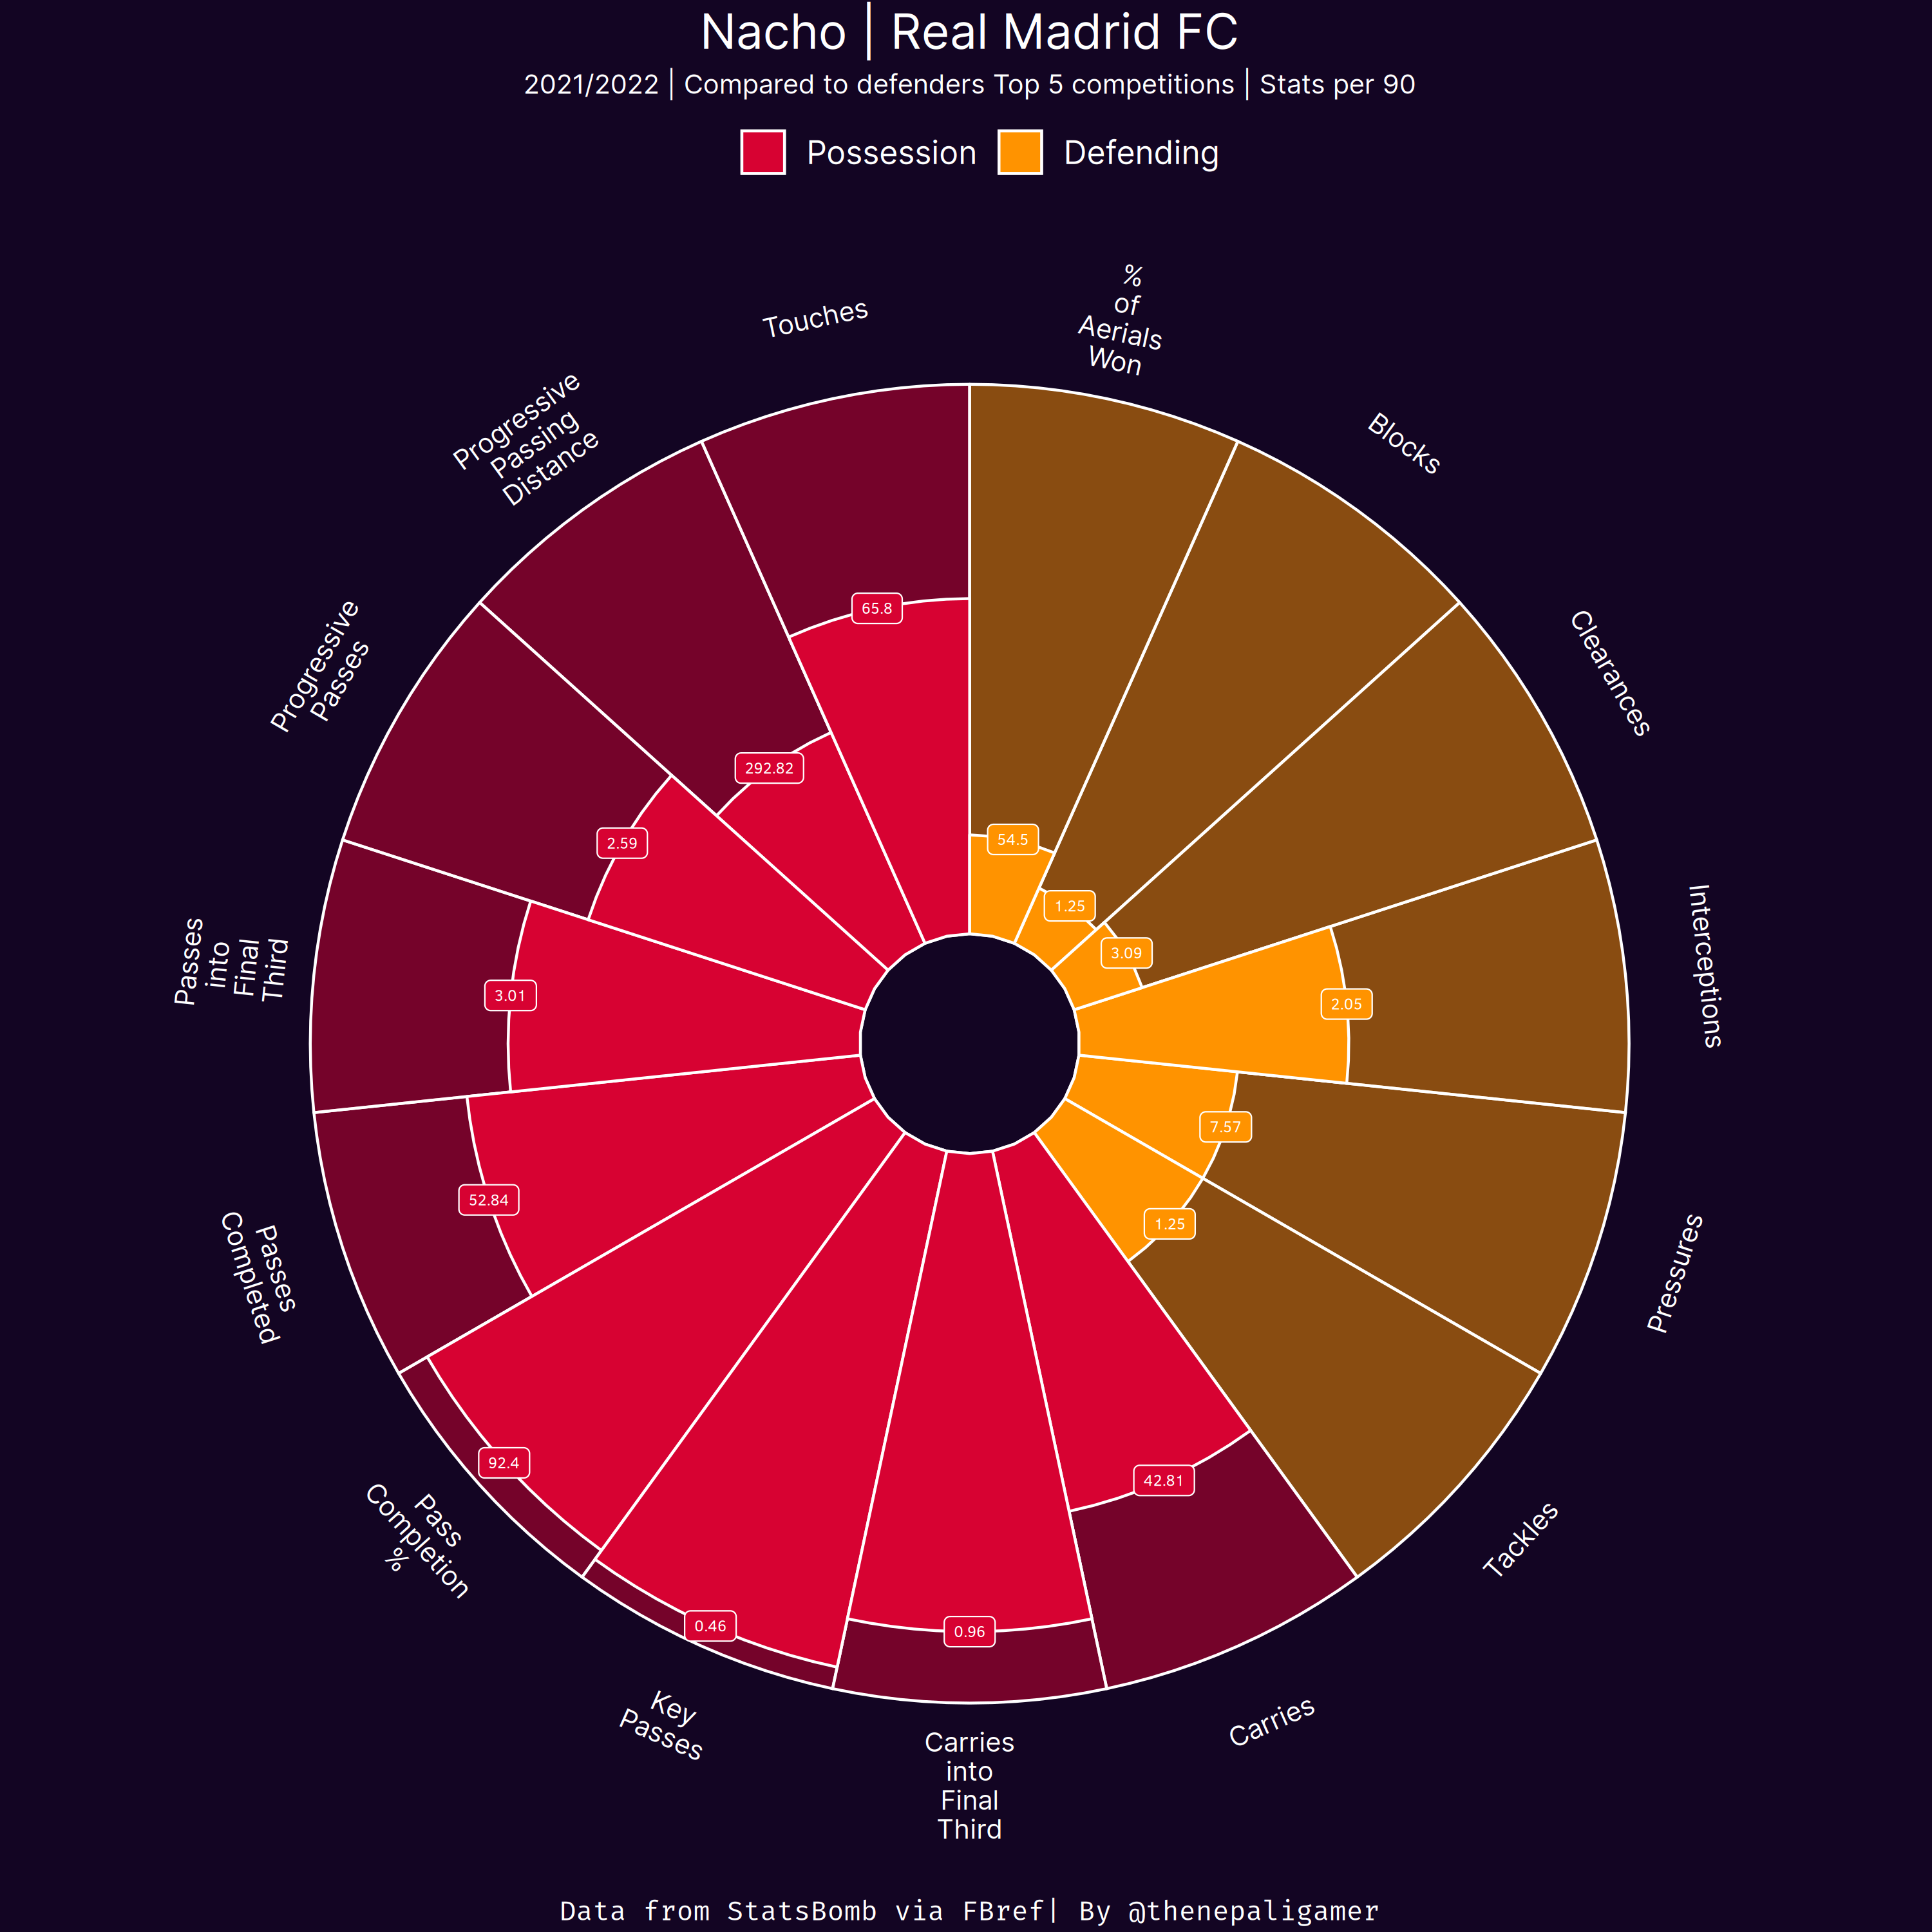 Nacho | Real Madrid FC
2021/2022 | Compared to defenders Top 5 competitions | Stats per 90
Possession
Defending
%
of
Aerials
Won
Blocks
Clearances
Interceptions
Pressures
Tackles
Carries
Carries
into
Final
Third
Key
Passes
Pass
Completion
%
Passes
Completed
Passes
into
Final
Third
Progressive
Passes
Progressive
Passing
Distance
Touches
54.5
1.25
3.09
2.05
7.57
1.25
42.81
0.96
0.46
92.4
52.84
3.01
2.59
292.82
65.8
Data from StatsBomb via FBref| By @thenepaligamer